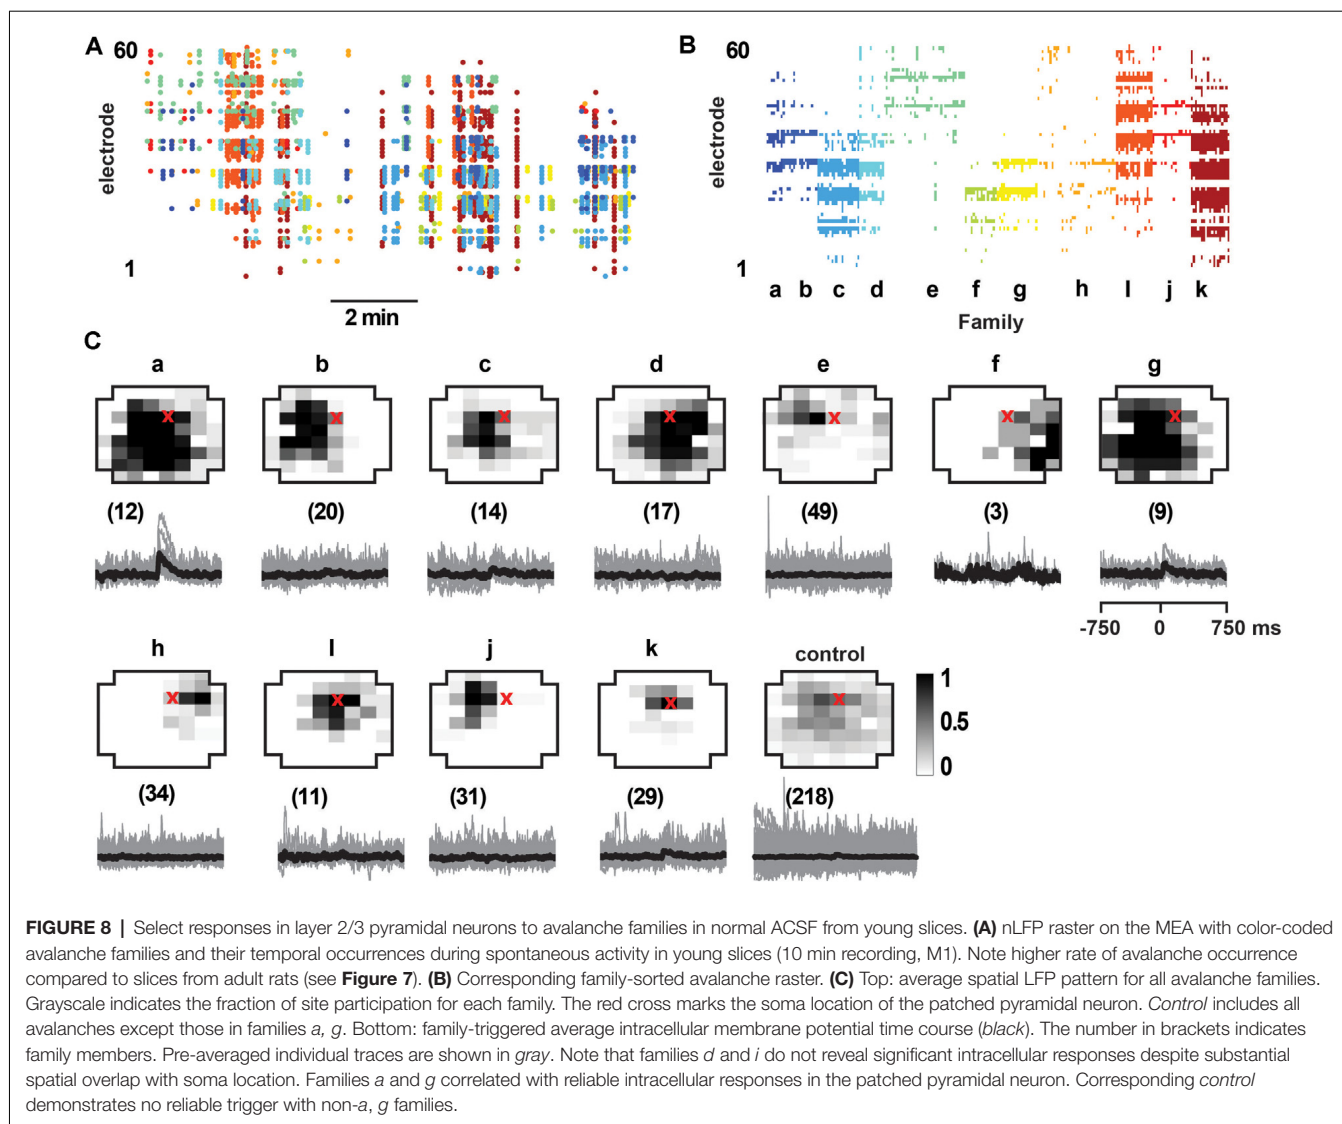 A
60
electrode
1
2 min
B
60
electrode
1
a b c d e f g h I j k
Family
C
a b c d e f g
x x x x x x x
(12) (20) (14) (17) (49) (3) (9)
-750 0 750 ms
h I j k control
x x x x x
1
0.5
0
(34) (11) (31) (29) (218)
FIGURE 8 | Select responses in layer 2/3 pyramidal neurons to avalanche families in normal ACSF from young slices. (A) nLFP raster on the MEA with color-coded
avalanche families and their temporal occurrences during spontaneous activity in young slices (10 min recording, M1). Note higher rate of avalanche occurrence
compared to slices from adult rats (see Figure 7). (B) Corresponding family-sorted avalanche raster. (C) Top: average spatial LFP pattern for all avalanche families.
Grayscale indicates the fraction of site participation for each family. The red cross marks the soma location of the patched pyramidal neuron. Control includes all
avalanches except those in families a, g. Bottom: family-triggered average intracellular membrane potential time course (black). The number in brackets indicates
family members. Pre-averaged individual traces are shown in gray. Note that families d and i do not reveal significant intracellular responses despite substantial
spatial overlap with soma location. Families a and g correlated with reliable intracellular responses in the patched pyramidal neuron. Corresponding control
demonstrates no reliable trigger with non-a, g families.